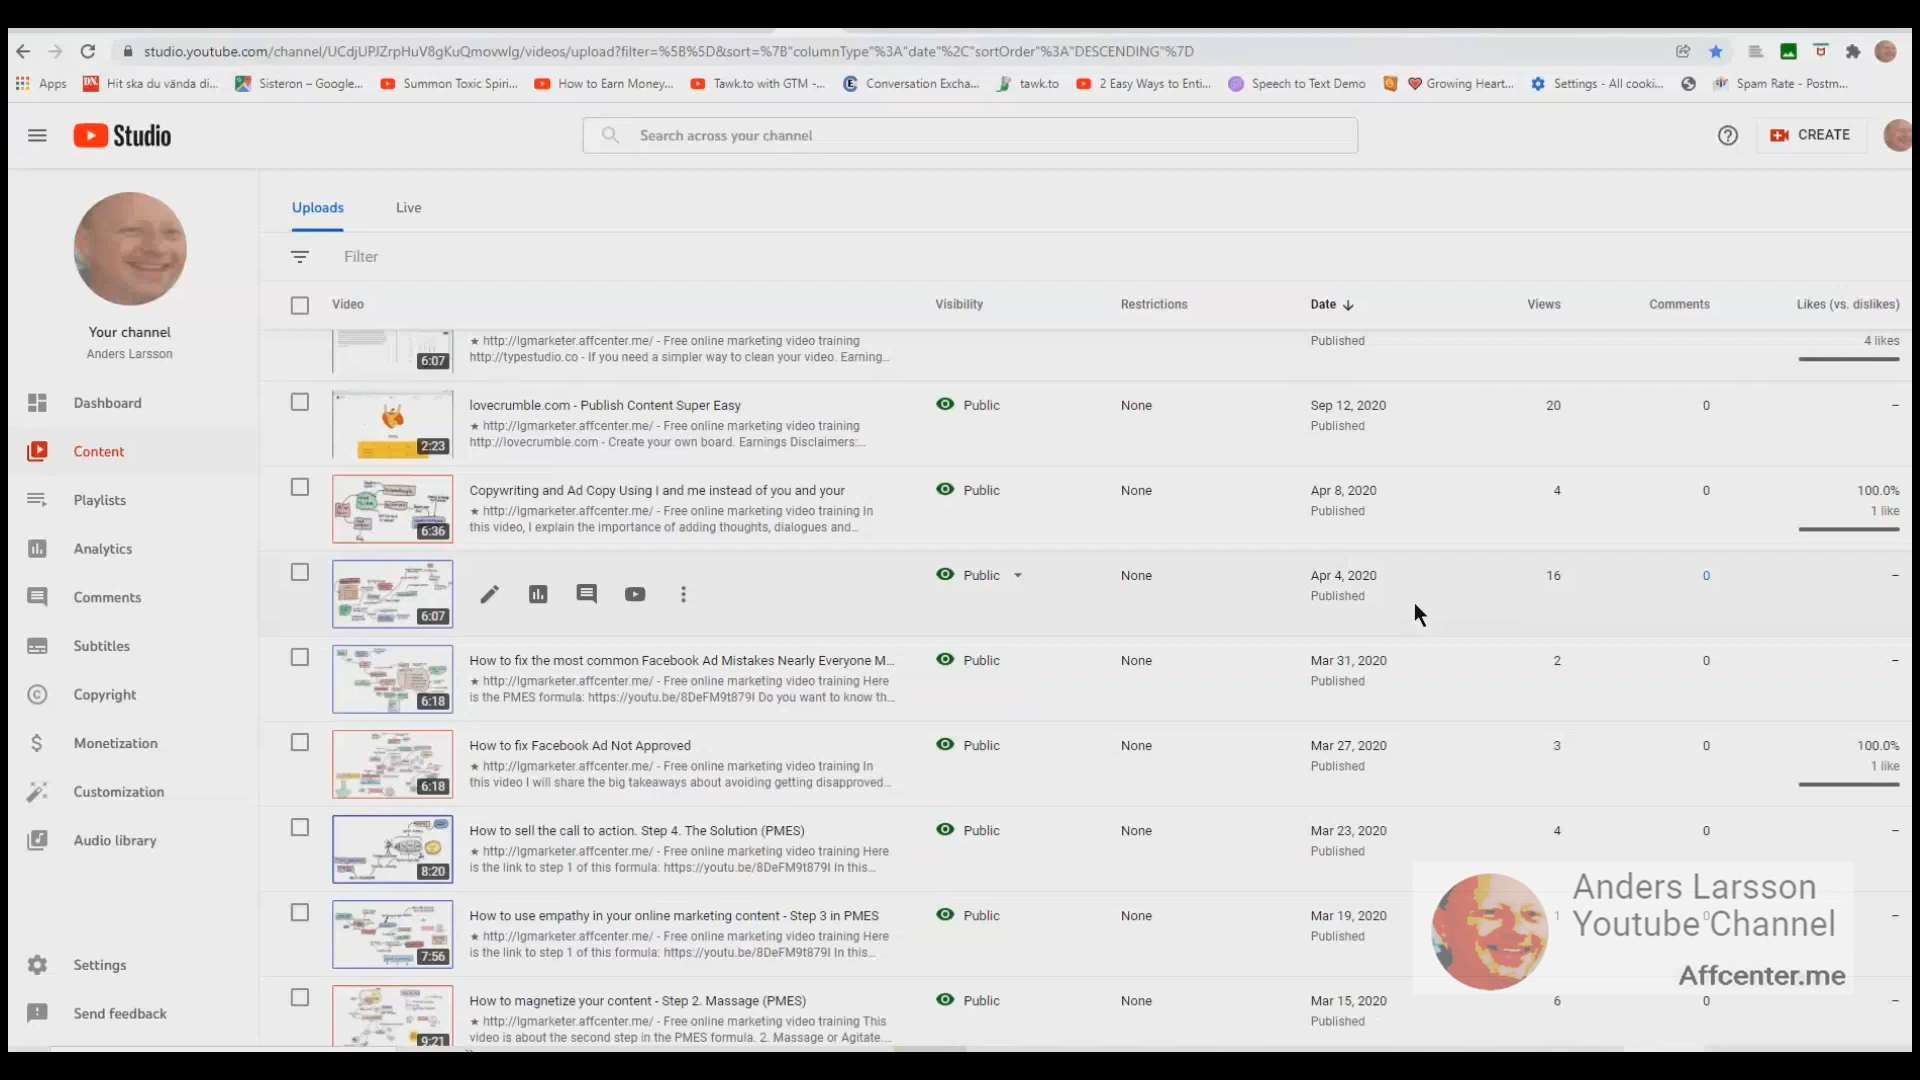 studio.youtube.com/channel/UCdjUPJZrpHuV8gKuQmovwlg/videos/upload?filter=%5B%5D&sort=%7B"columnType"%3A"date"%2C"sortOrder"%3A"DESCENDING"%7D
Apps Hit ska du vända di... Sisteron – Google... Summon Toxic Spiri... How to Earn Money... Tawk.to with GTM -... Conversation Excha... tawk.to 2 Easy Ways to Enti... Speech to Text Demo Growing Heart... Settings - All cooki... Spam Rate - Postm...
Studio
Search across your channel
CREATE
Uploads Live
Filter
Video Visibility Restrictions Date Views Comments Likes (vs. dislikes)
Your channel
Anders Larsson
Dashboard
Content
Playlists
Analytics
Comments
Subtitles
Copyright
Monetization
Customization
Audio library
Settings
Send feedback
★ http://lgmarketer.affcenter.me/ - Free online marketing video training Published 4 likes
http://typestudio.co - If you need a simpler way to clean your video. Earning...
6:07
lovecrumble.com - Publish Content Super Easy Public None Sep 12, 2020 20 0 –
★ http://lgmarketer.affcenter.me/ - Free online marketing video training Published
http://lovecrumble.com - Create your own board. Earnings Disclaimers:...
2:23
Copywriting and Ad Copy Using I and me instead of you and your Public None Apr 8, 2020 4 0 100.0%
★ http://lgmarketer.affcenter.me/ - Free online marketing video training In Published 1 like
this video, I explain the importance of adding thoughts, dialogues and...
6:36
Public None Apr 4, 2020 16 0 –
Published
6:07
How to fix the most common Facebook Ad Mistakes Nearly Everyone M... Public None Mar 31, 2020 2 0 –
★ http://lgmarketer.affcenter.me/ - Free online marketing video training Here Published
is the PMES formula: https://youtu.be/8DeFM9t879I Do you want to know th...
6:18
How to fix Facebook Ad Not Approved Public None Mar 27, 2020 3 0 100.0%
★ http://lgmarketer.affcenter.me/ - Free online marketing video training In Published 1 like
this video I will share the big takeaways about avoiding getting disapproved...
6:18
How to sell the call to action. Step 4. The Solution (PMES) Public None Mar 23, 2020 4 0 –
★ http://lgmarketer.affcenter.me/ - Free online marketing video training Here Published
is the link to step 1 of this formula: https://youtu.be/8DeFM9t879I In this...
8:20
How to use empathy in your online marketing content - Step 3 in PMES Public None Mar 19, 2020 1 0 –
★ http://lgmarketer.affcenter.me/ - Free online marketing video training Here Published
is the link to step 1 of this formula: https://youtu.be/8DeFM9t879I In this...
7:56
How to magnetize your content - Step 2. Massage (PMES) Public None Mar 15, 2020 6 0 –
★ http://lgmarketer.affcenter.me/ - Free online marketing video training This Published
video is about the second step in the PMES formula. 2. Massage or Agitate....
9:21
Anders Larsson
Youtube Channel
Affcenter.me